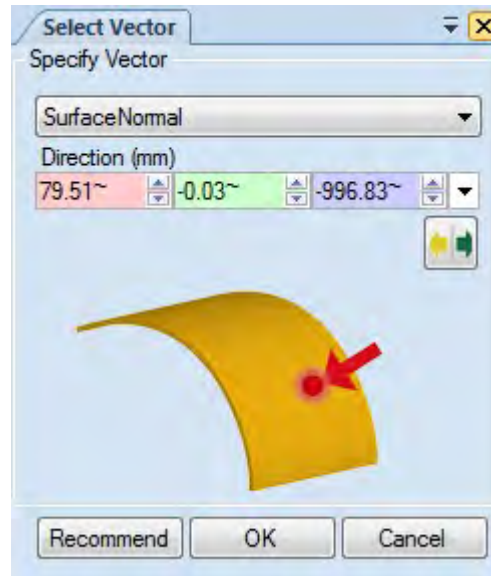 Select Vector
Specify Vector
SurfaceNormal
Direction (mm)
79.51~ -0.03~ -996.83~
Recommend OK Cancel